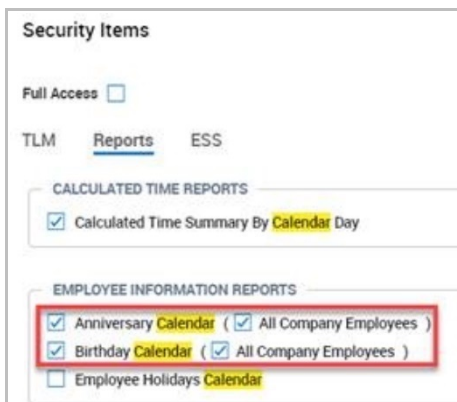 Security Items
Full Access
TLM Reports ESS
CALCULATED TIME REPORTS
Calculated Time Summary By Calendar Day
EMPLOYEE INFORMATION REPORTS
Anniversary Calendar ( All Company Employees )
Birthday Calendar ( All Company Employees )
Employee Holidays Calendar